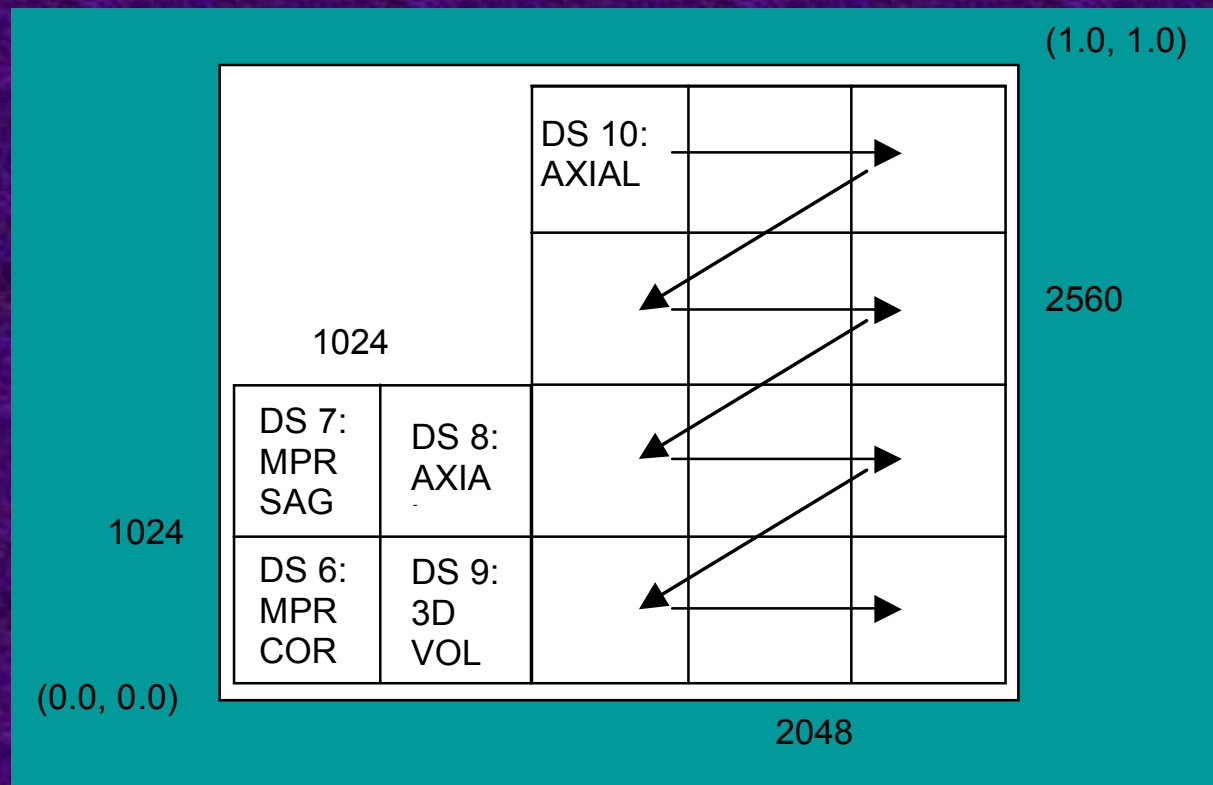 (1.0, 1.0)
DS 10:
AXIAL
2560
1024
DS 7:
MPR
SAG
DS 8:
AXIA
1024
DS 6:
MPR
COR
DS 9:
3D
VOL
(0.0, 0.0)
2048